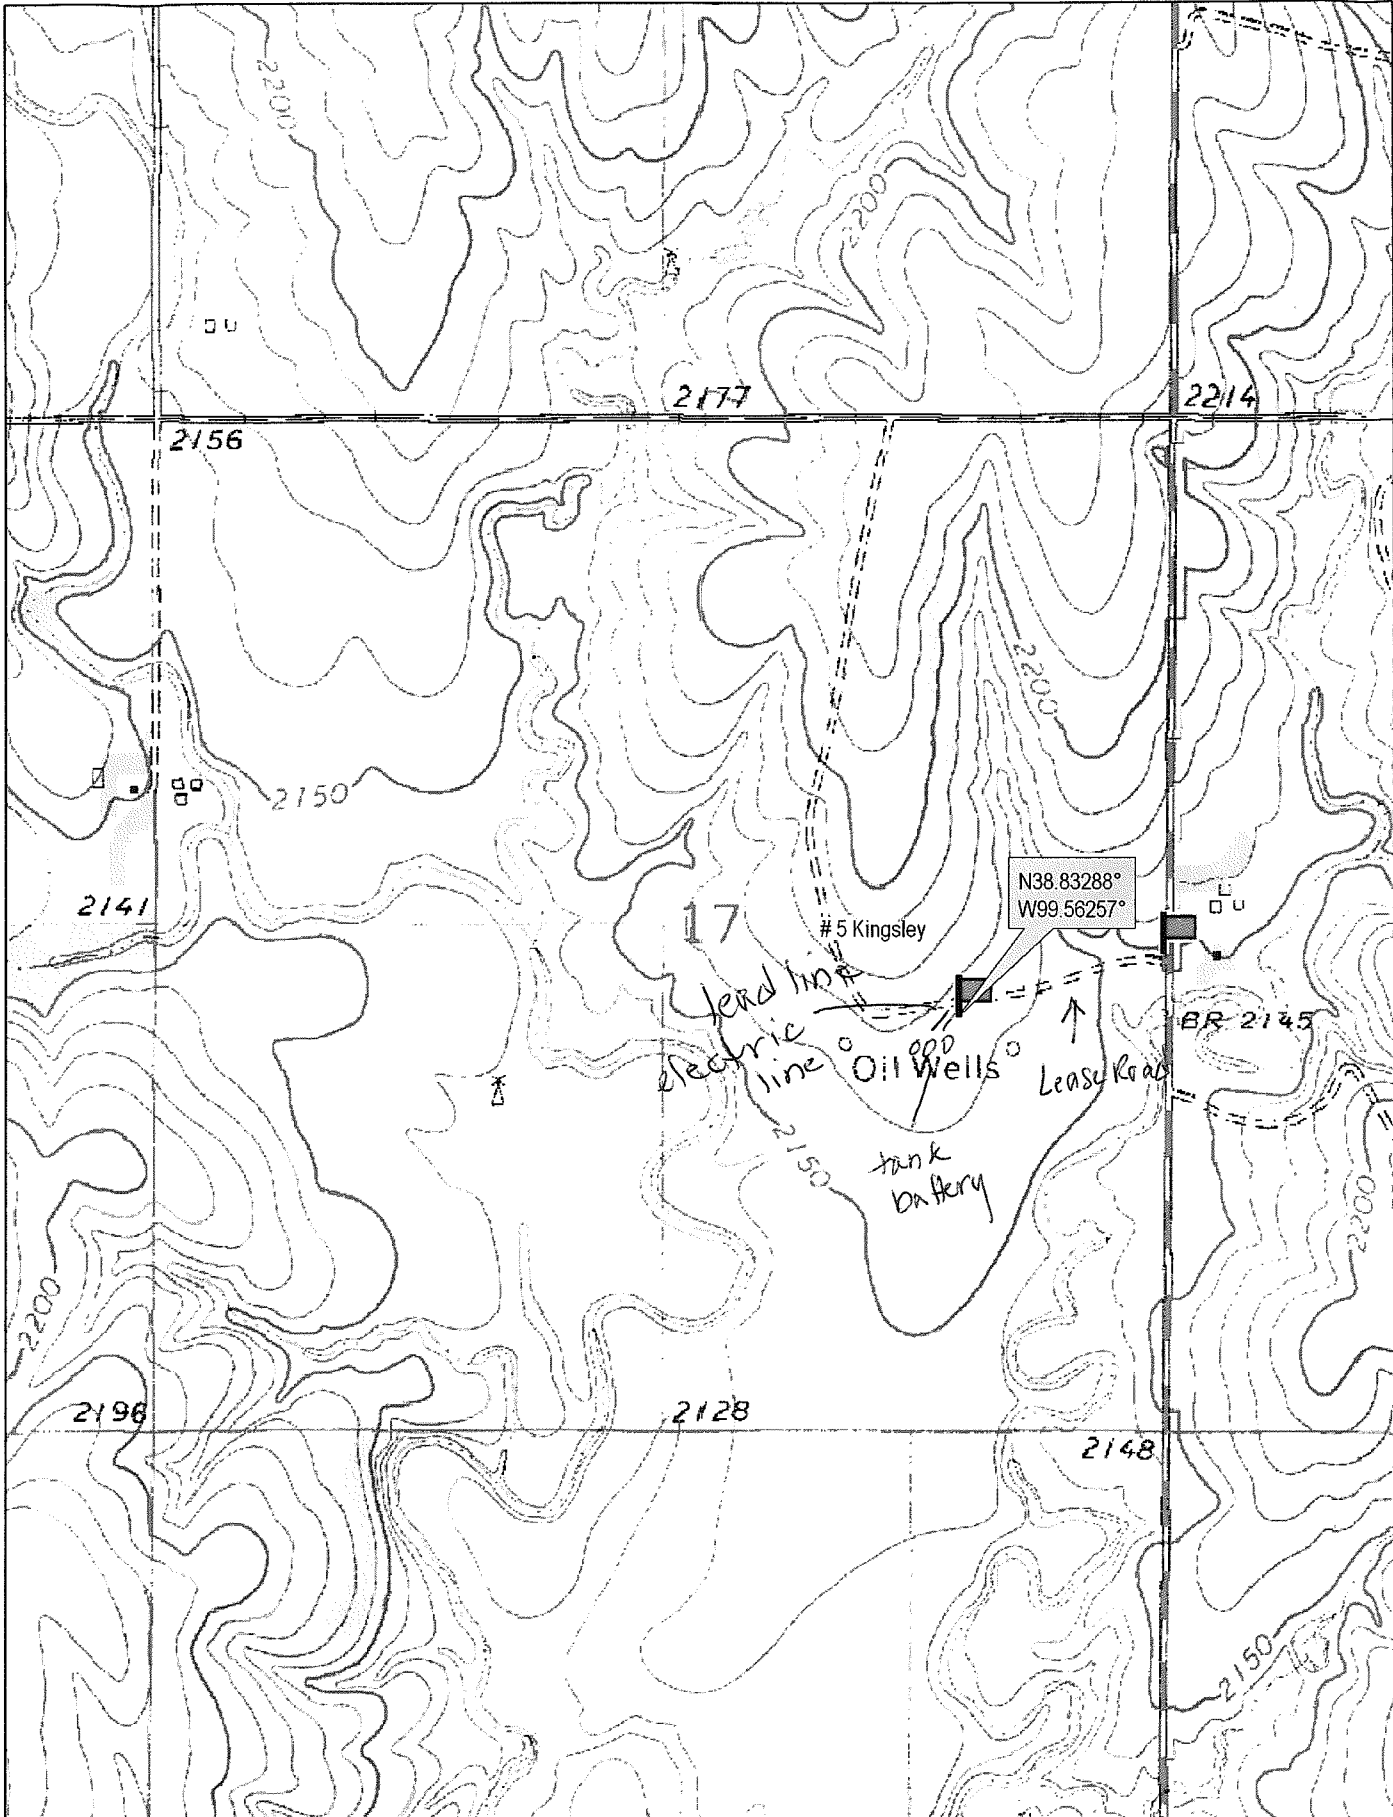 2200
2200
2177
2214
2156
2200
2150
N38.83288°
W99.56257°
2141
17
# 5 Kingsley
lead line
electric
line
BR 2145
Oil Wells
Lease Road
2150
tank
battery
2200
2200
2196
2128
2148
2150